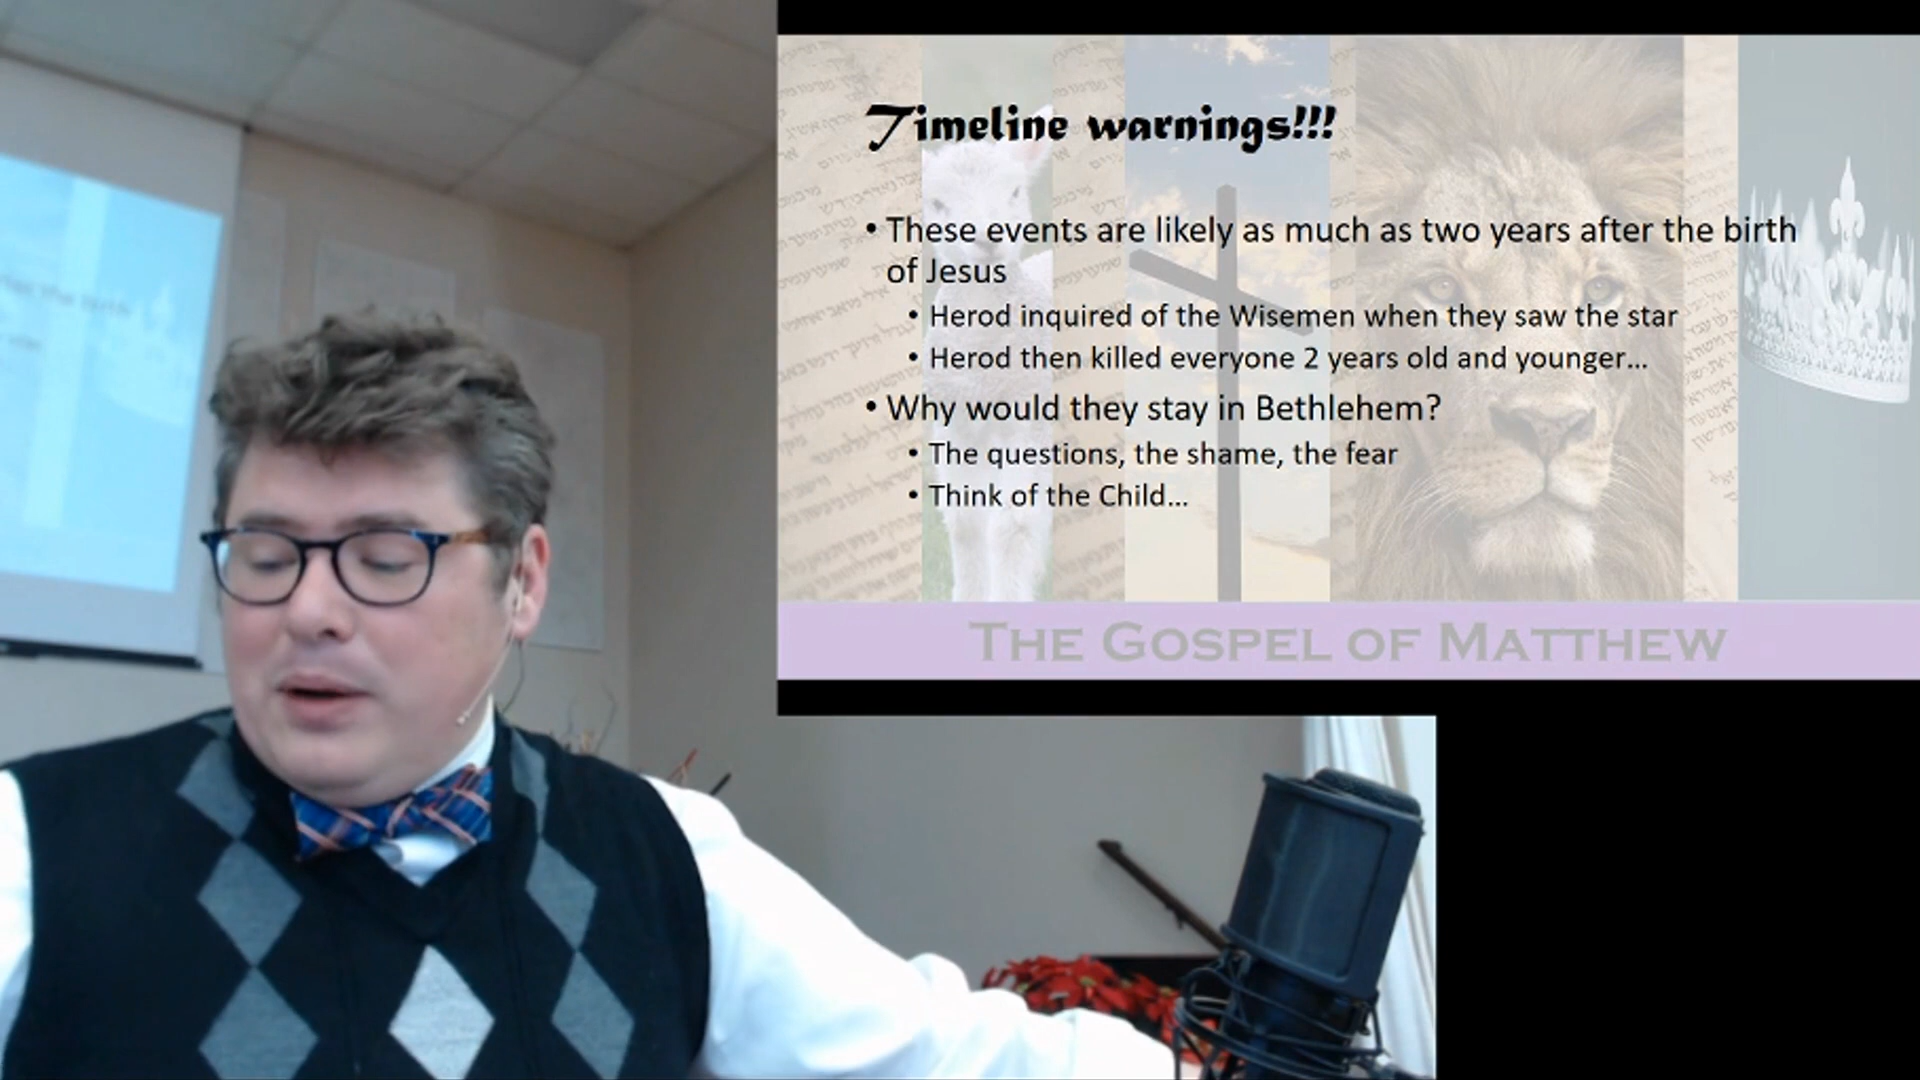 Timeline warnings!!!
• These events are likely as much as two years after the birth
of Jesus
• Herod inquired of the Wisemen when they saw the star
• Herod then killed everyone 2 years old and younger...
• Why would they stay in Bethlehem?
• The questions, the shame, the fear
• Think of the Child...
THE GOSPEL OF MATTHEW